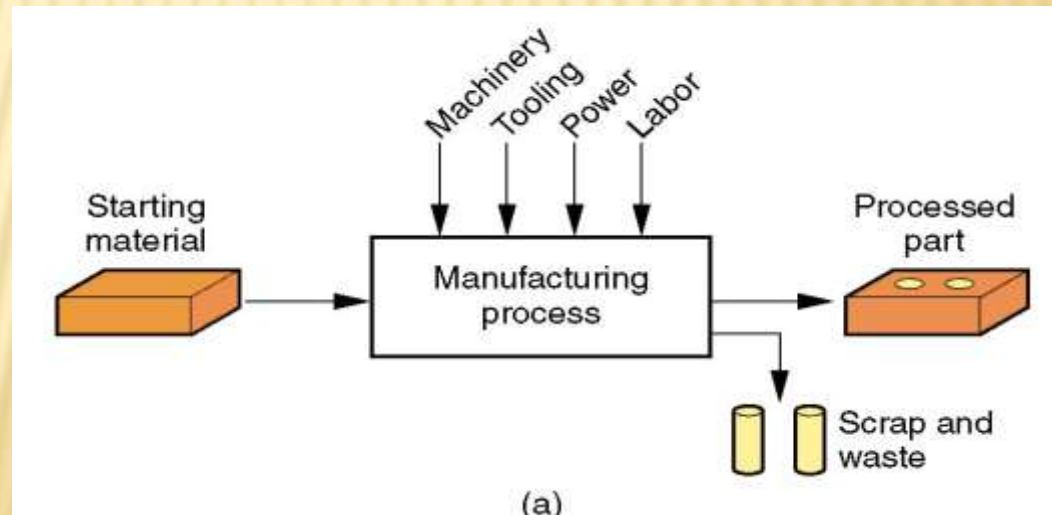 Machinery
Tooling
Power
Labor
Starting
material
Manufacturing
process
Processed
part
Scrap and
waste
(a)